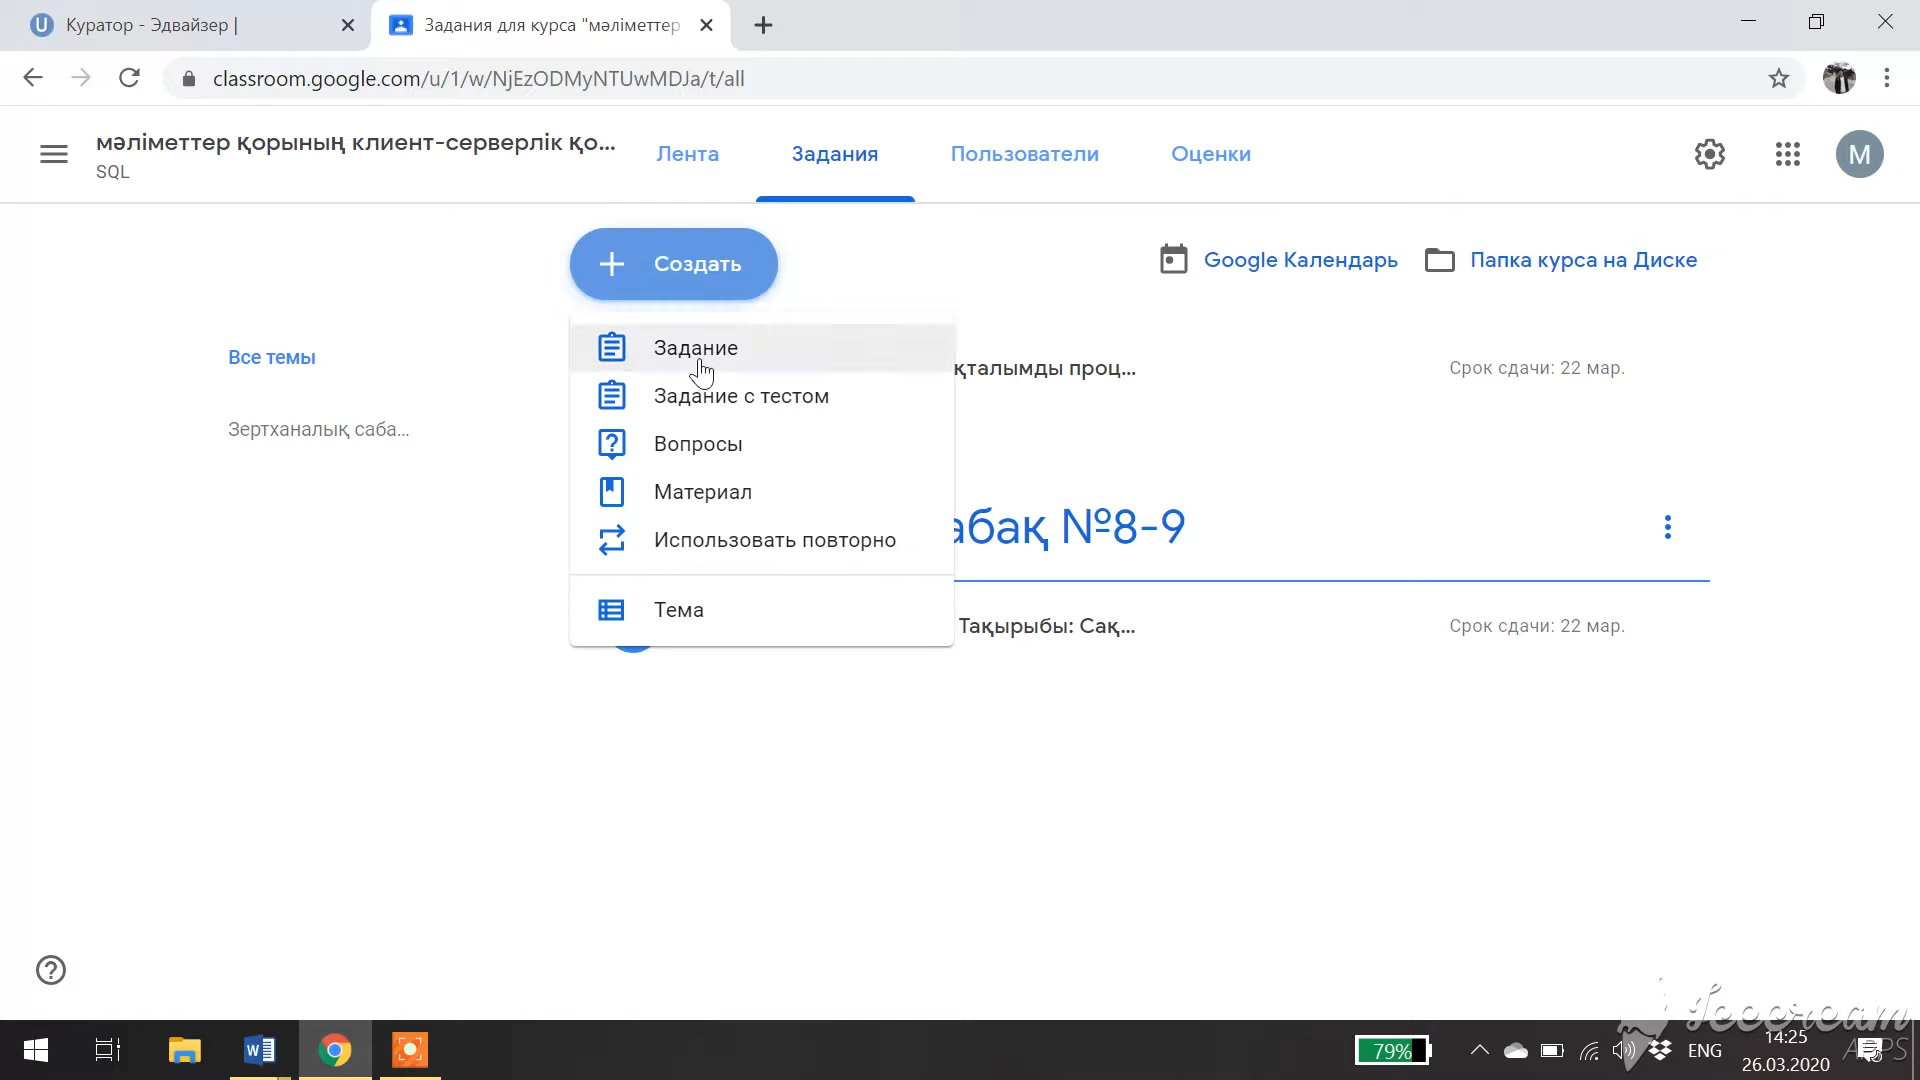 Куратор - Эдвайзер |
Задания для курса "мәліметтер
classroom.google.com/u/1/w/NjEzODMyNTUwMDJa/t/all
мәліметтер қорының клиент-серверлік қо...
SQL
Лента
Задания
Пользователи
Оценки
M
Создать
Google Календарь
Папка курса на Диске
Все темы
Зертханалық саба...
Задание
Задание с тестом
Вопросы
Материал
Использовать повторно
Тема
қталымды проц...
Срок сдачи: 22 мар.
абақ №8-9
Тақырыбы: Сақ...
Срок сдачи: 22 мар.
79%
ENG
14:25
26.03.2020
Icecream
APPS